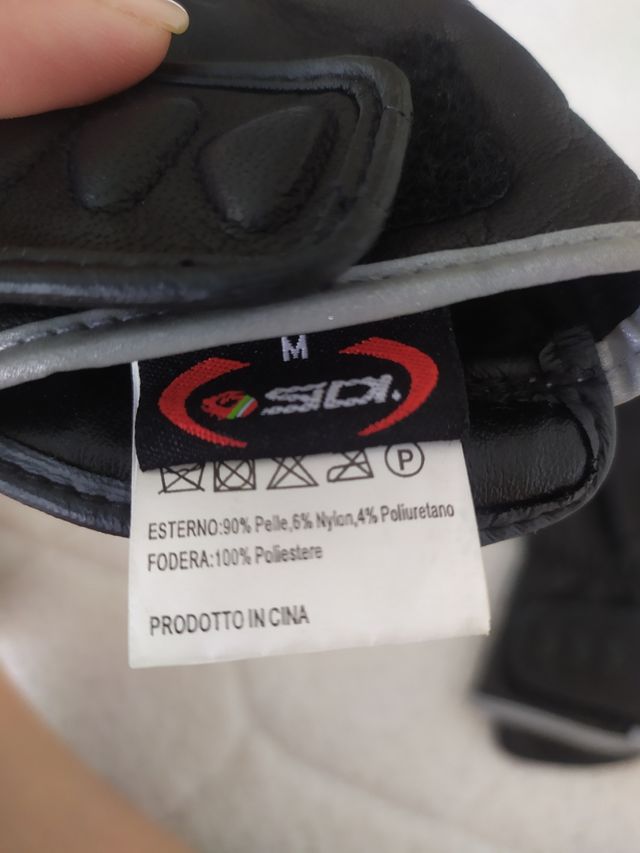 M
SIDI
P
ESTERNO:90% Pelle,6% Nylon,4% Poliuretano
FODERA:100% Poliestere
PRODOTTO IN CINA